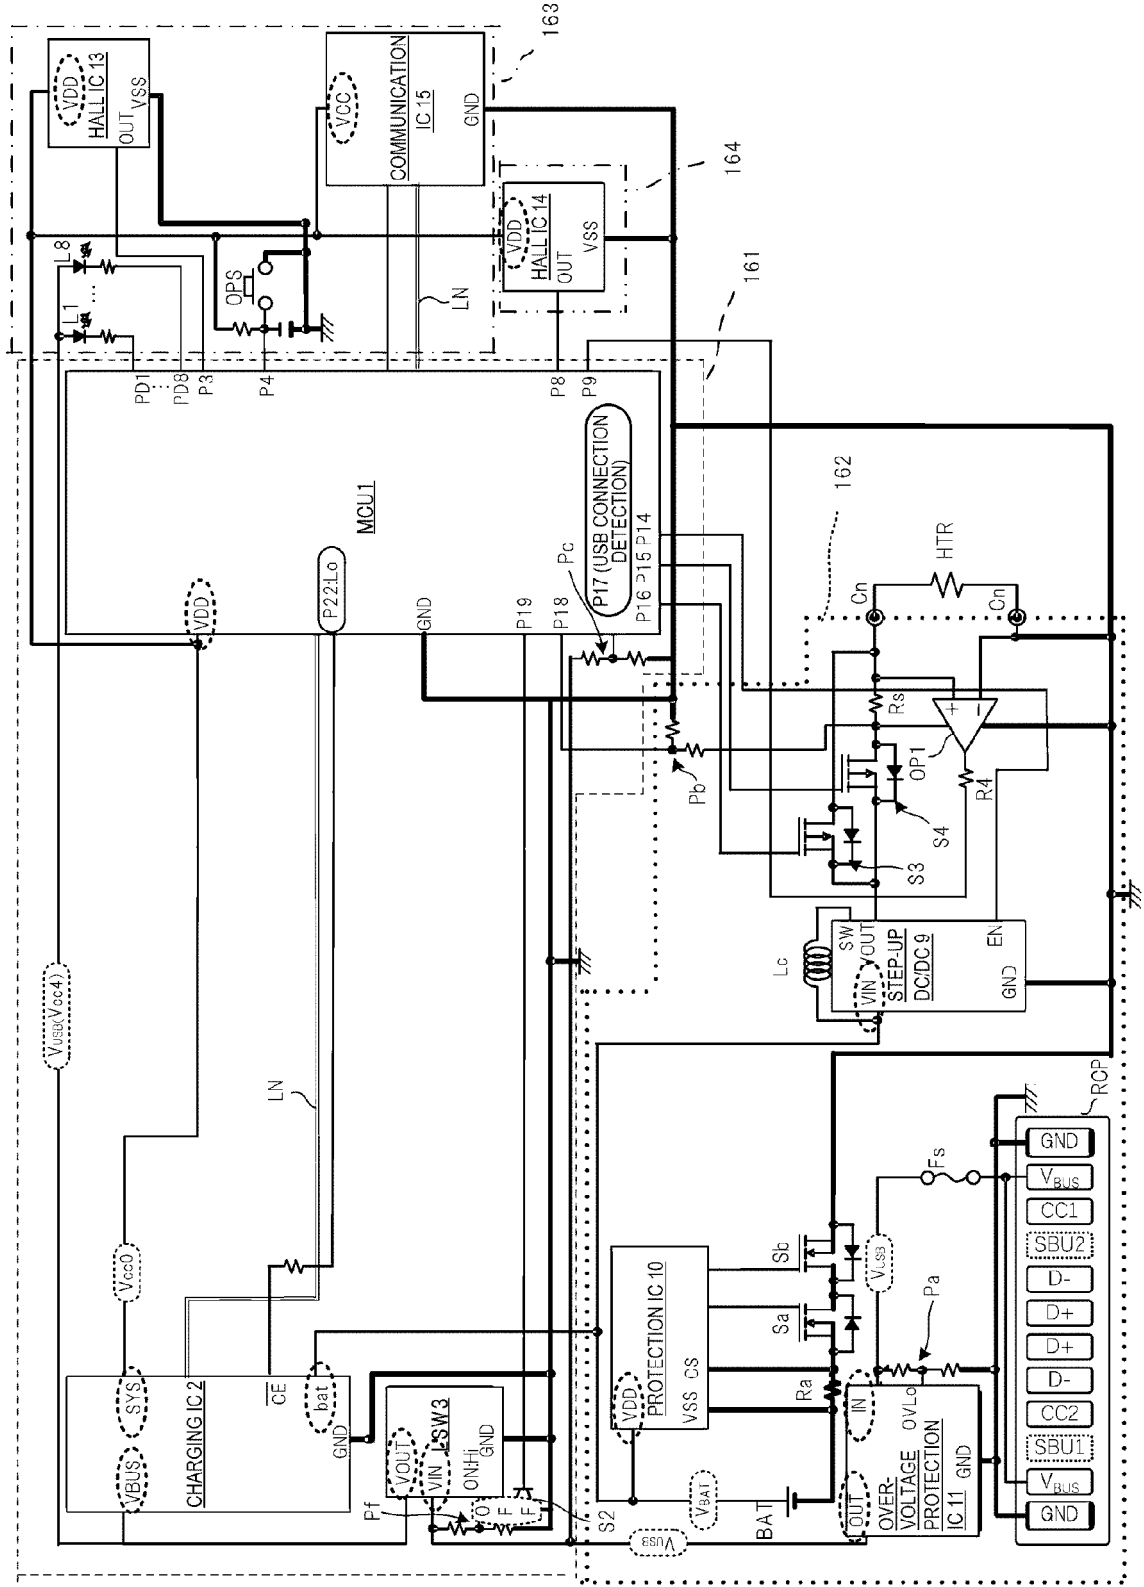 163
HALL IC 13
VDD
OUT
VSS
COMMUNICATION
IC 15
VCC
GND
164
HALL IC 14
VDD
OUT
VSS
L8
L1
OPS
LN
161
PD1
PD8
P3
P4
P8
P9
MCU1
VDD
P22:Lo
GND
P19
P18
P17 (USB CONNECTION
DETECTION)
P16 P15 P14
Pc
Pb
162
HTR
Cn
Cn
Rs
OP1
R4
S4
S3
Lc
SW
VOUT
VIN
STEP-UP
DC/DC 9
EN
GND
VUSB(Vcc4)
Vcc0
LN
SYS
VBUS
CHARGING IC 2
CE
bat
GND
VOUT
VIN
LSW3
ON:Hi
GND
Pf
O
F
F
S2
PROTECTION IC 10
VDD
VSS
CS
Sb
Sa
Ra
VBAT
BAT
VUSB
VUSB
Fs
Pa
IN
OVLo
OUT
OVER-
VOLTAGE
PROTECTION
IC 11
GND
RCP
GND
VBUS
CC1
SBU2
D-
D+
D+
D-
CC2
SBU1
VBUS
GND